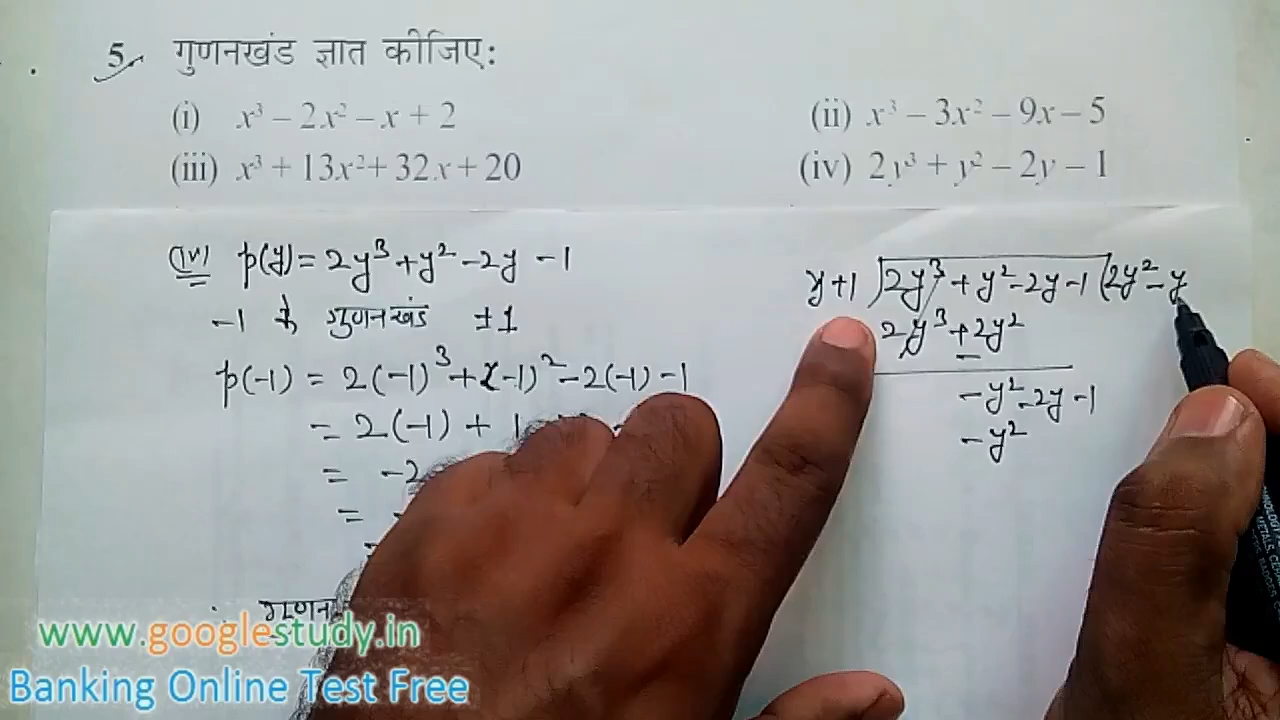 5. गुणनखंड ज्ञात कीजिए:
(i) x³ – 2x² – x + 2
(ii) x³ – 3x² – 9x – 5
(iii) x³ + 13x² + 32x + 20
(iv) 2y³ + y² – 2y – 1
(iv) p(y) = 2y³ + y² - 2y - 1
-1 के गुणनखंड ±1
p(-1) = 2(-1)³ + (-1)² - 2(-1) - 1
= 2(-1) + 1
= -2
=
∴ गुणन
y + 1 ) 2y³ + y² - 2y - 1 ( 2y² - y
2y³ + 2y²
-
- y² - 2y - 1
- y²
www.googlestudy.in
Banking Online Test Free